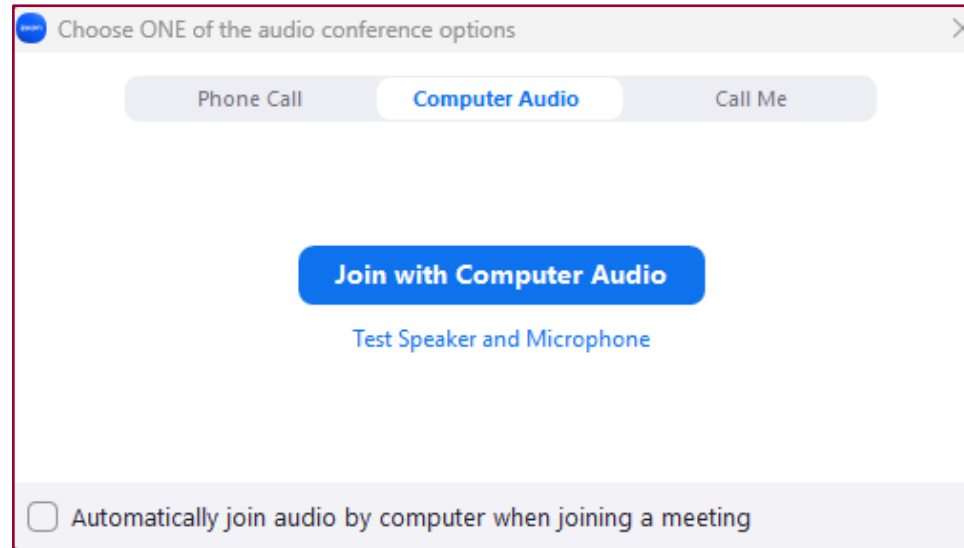 zoom Choose ONE of the audio conference options
Phone Call Computer Audio Call Me
Join with Computer Audio
Test Speaker and Microphone
Automatically join audio by computer when joining a meeting